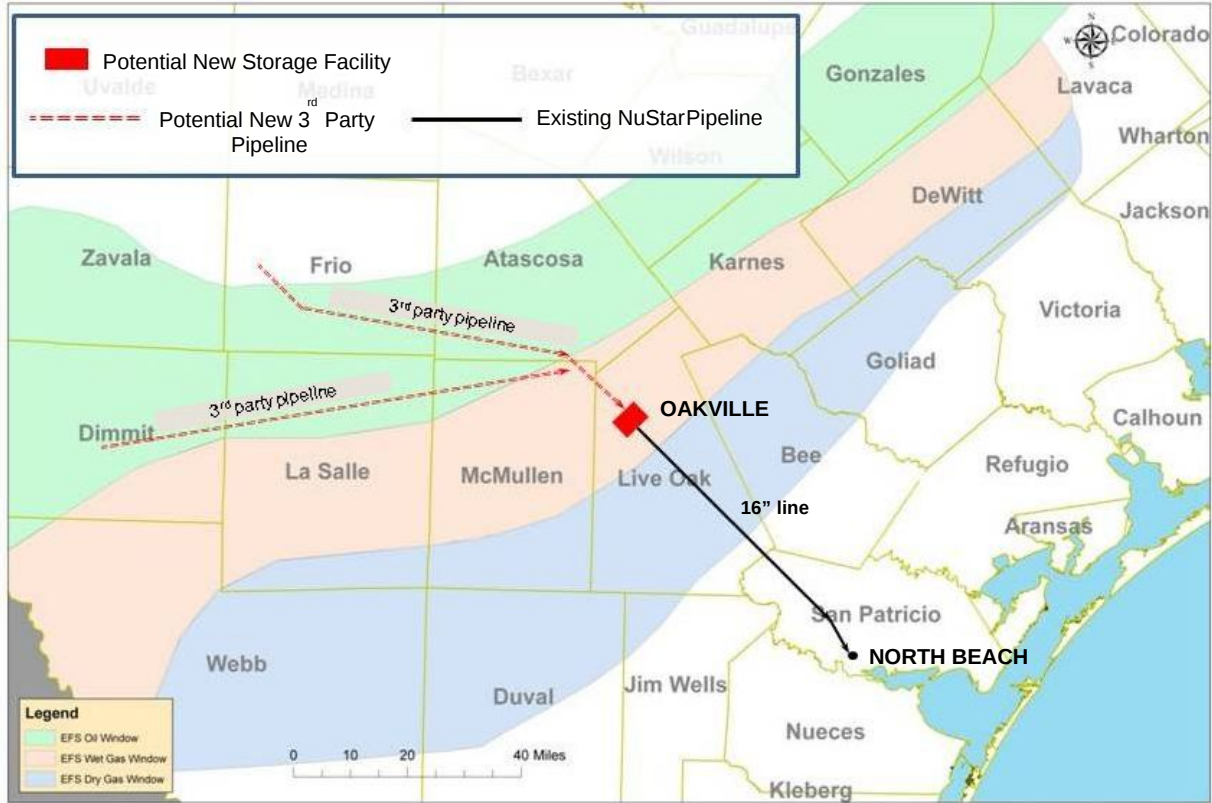 Guadalupe
Colorado
Potential New Storage Facility
Bexar
Gonzales
Uvalde
Medina
Lavaca
Potential New 3rd Party
Pipeline
Existing NuStarPipeline
Wilson
Wharton
DeWitt
Jackson
Zavala
Frio
Atascosa
Karnes
Victoria
3rd party pipeline
Goliad
3rd party pipeline
OAKVILLE
Calhoun
Dimmit
La Salle
McMullen
Live Oak
Bee
Refugio
16” line
Aransas
San Patricio
NORTH BEACH
Webb
Duval
Jim Wells
Nueces
Kleberg
Legend
EFS Oil Window
EFS Wet Gas Window
EFS Dry Gas Window
0 10 20 40 Miles
N
W E
S